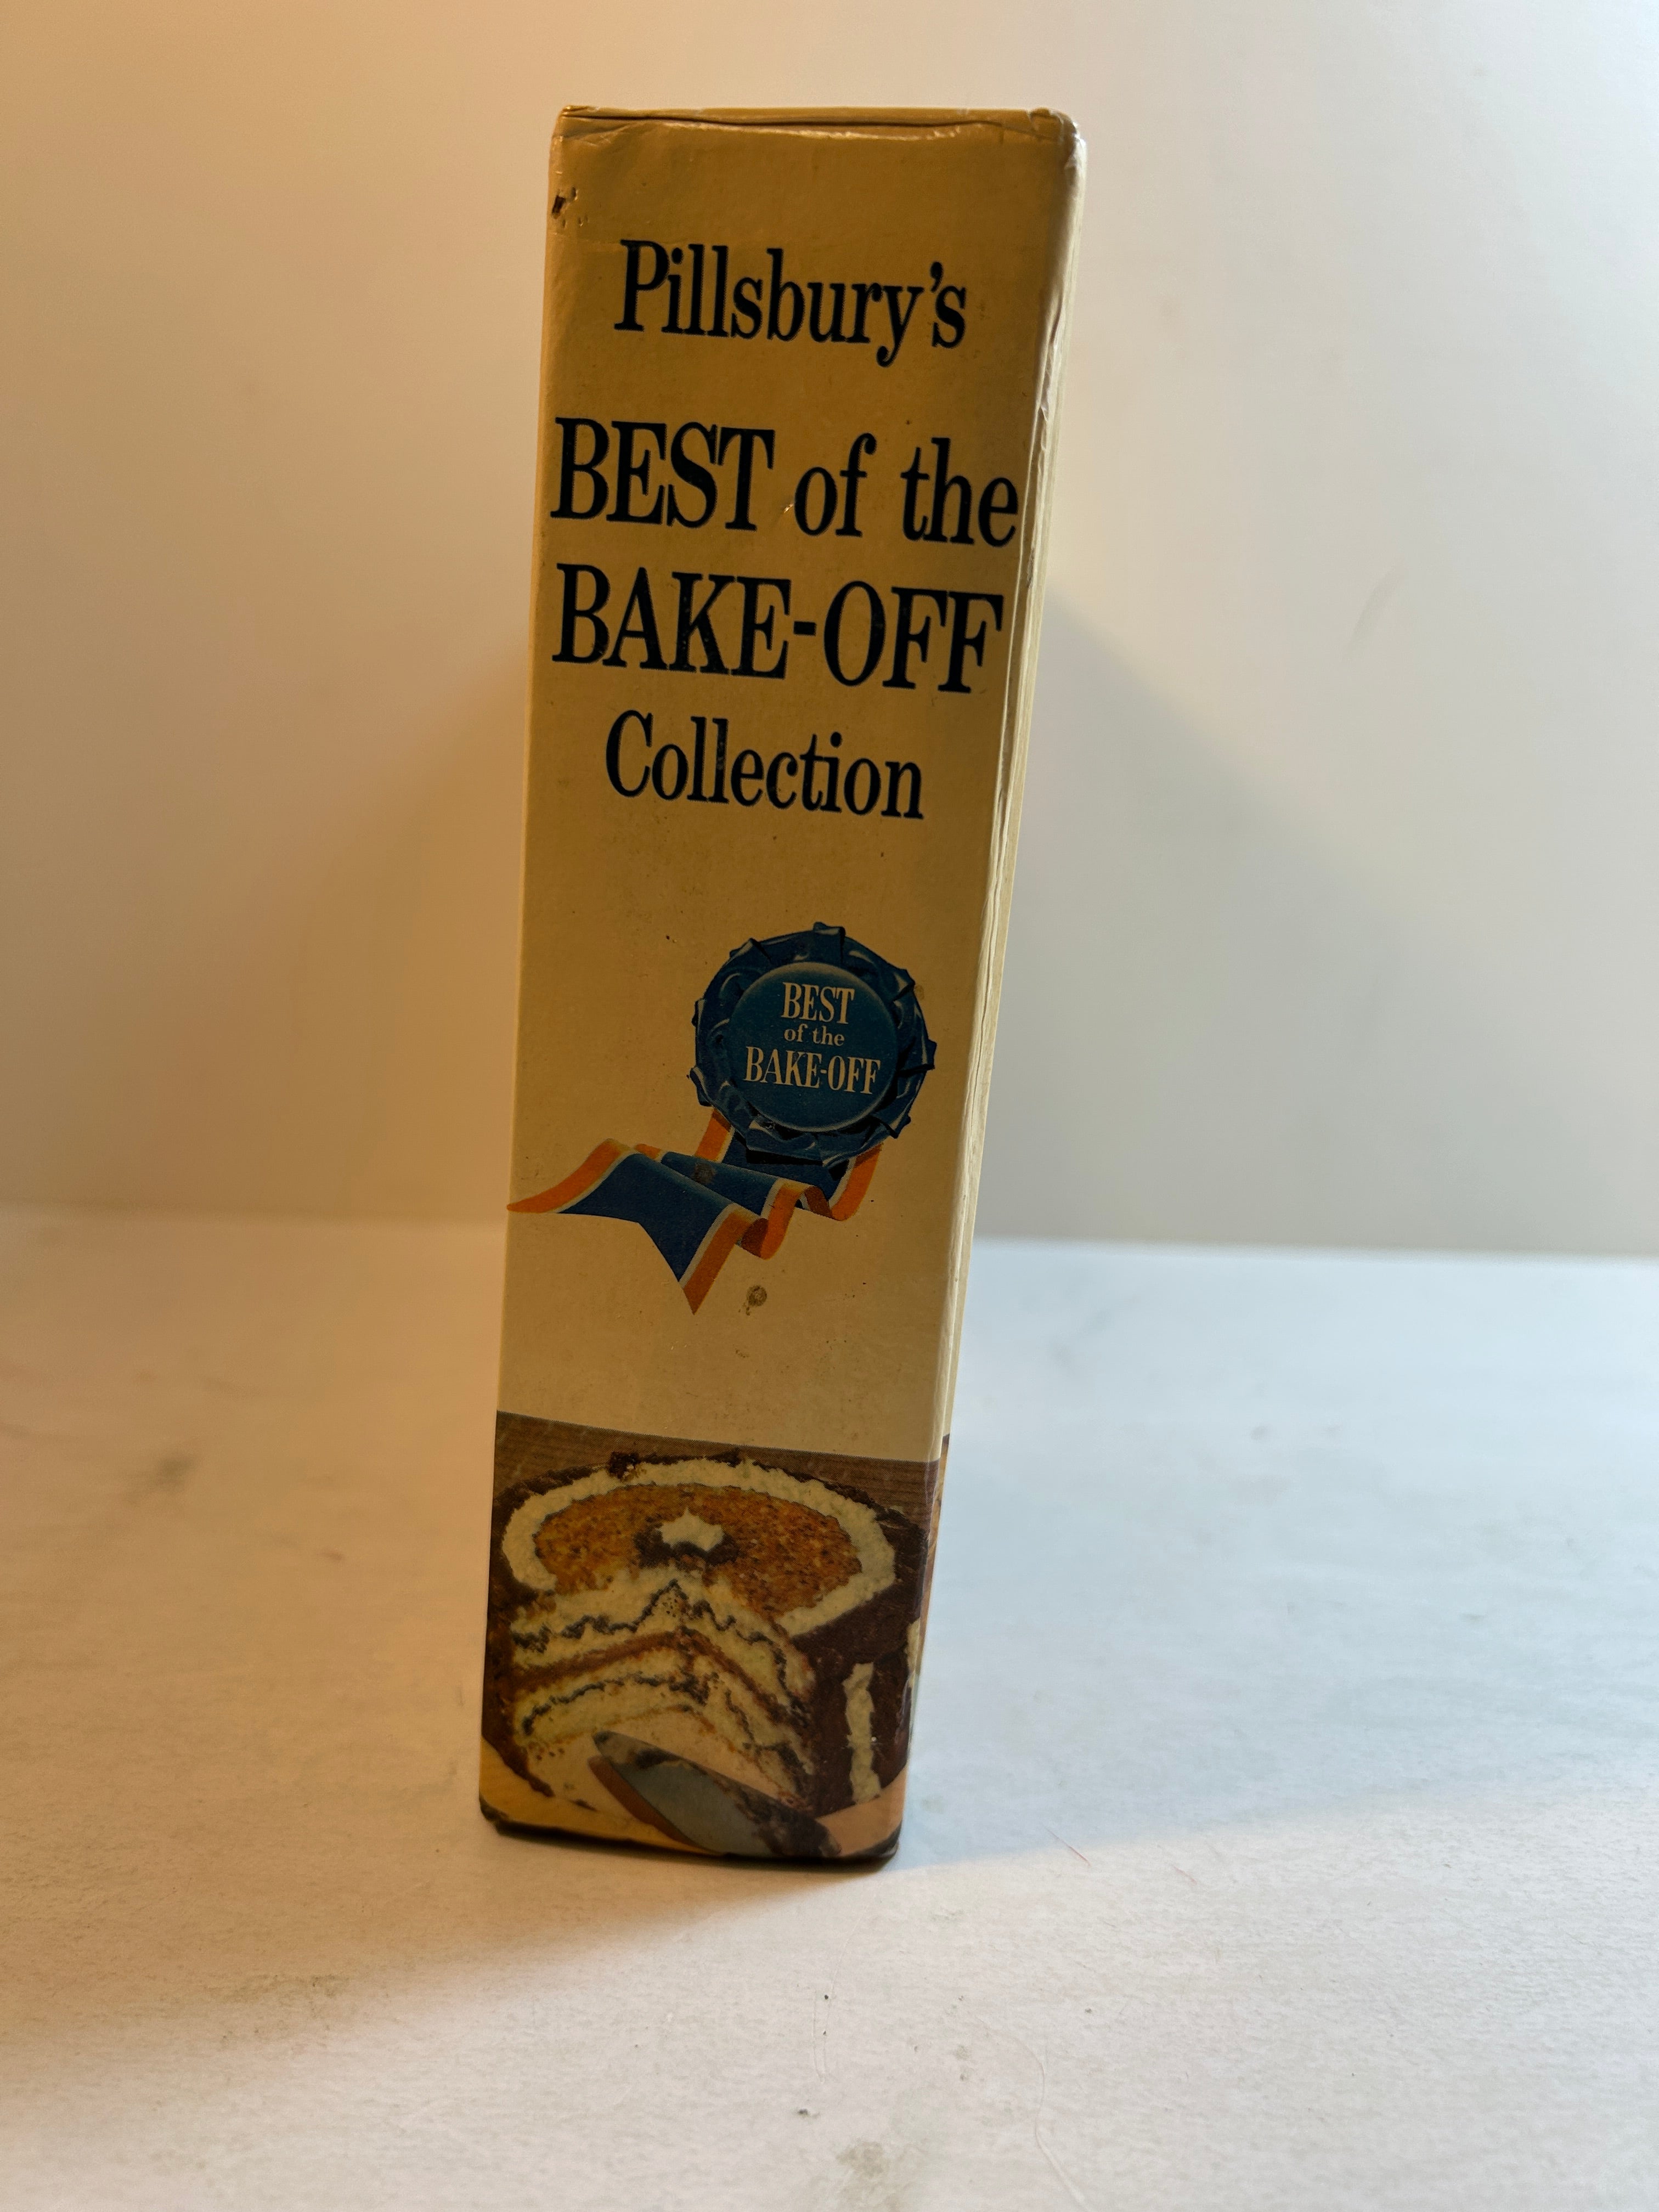 Pillsbury's
BEST of the
BAKE-OFF
Collection
BEST
of the
BAKE-OFF